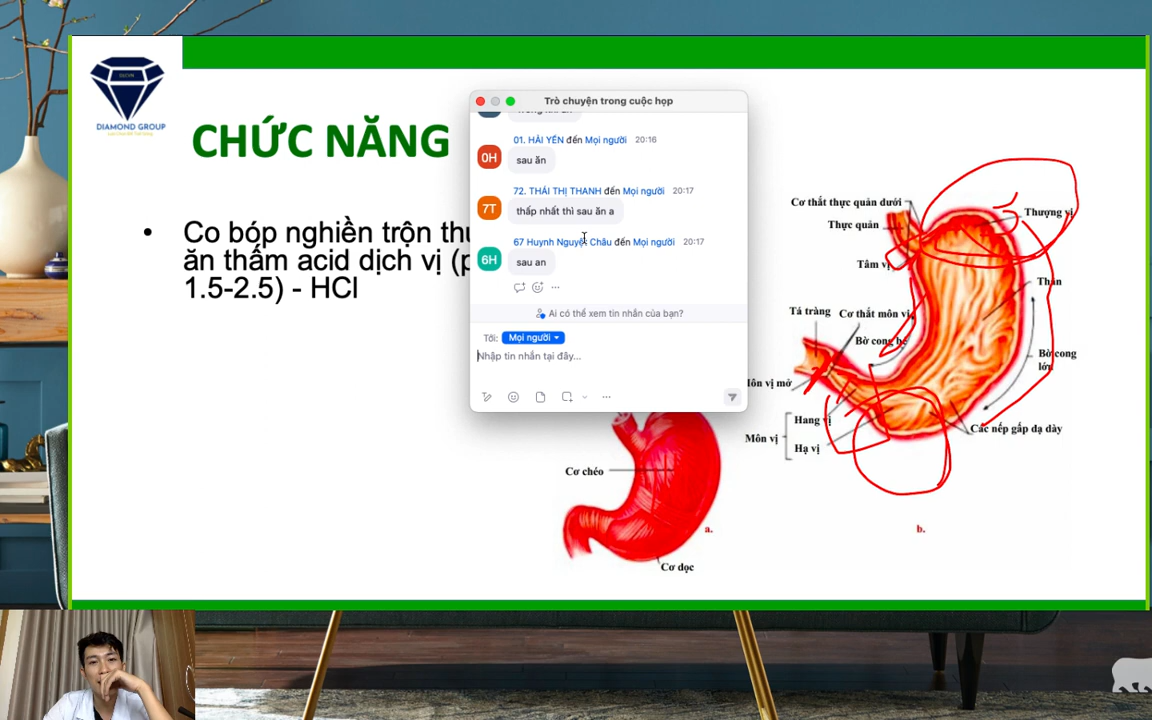 DIAMOND GROUP
CHỨC NĂNG
Co bóp nghiền trộn
ăn thấm acid dịch vị
1.5-2.5) - HCl
Trò chuyện trong cuộc họp
01. HẢI YẾN đến Mọi người 20:16
0H
sau ăn
72. THÁI THỊ THANH đến Mọi người 20:17
7T
thấp nhất thì sau ăn a
67 Huynh Nguyệt Châu đến Mọi người 20:17
6H
sau an
Ai có thể xem tin nhắn của bạn?
Tới: Mọi người
Nhập tin nhắn tại đây...
Cơ thắt thực quản dưới
Thực quản
Thượng vị
Tâm vị
Thân
Tá tràng
Cơ thắt môn vị
Bờ cong bé
Bờ cong
lớn
môn vị mở
Hang vị
Môn vị
Hạ vị
Các nếp gấp dạ dày
Cơ chéo
a.
b.
Cơ dọc